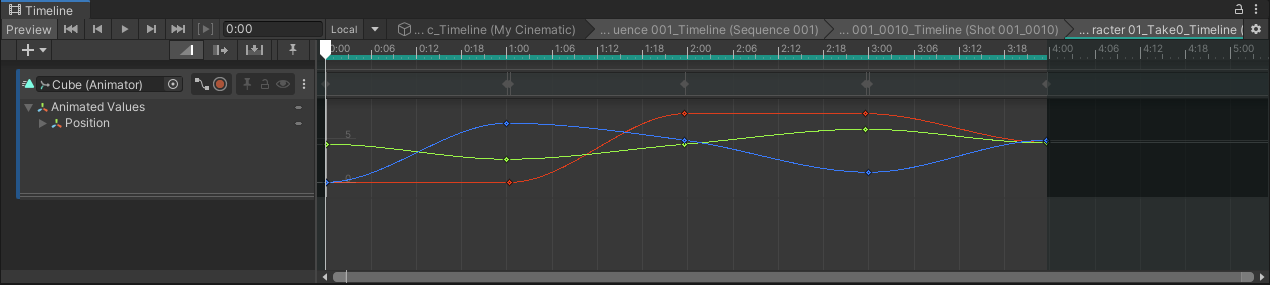 Timeline
Preview 0:00 Local ... c_Timeline (My Cinematic) ... uence 001_Timeline (Sequence 001) ... 001_0010_Timeline (Shot 001_0010) ... racter 01_Take0_Timeline (
0:00 0:06 0:12 0:18 1:00 1:06 1:12 1:18 2:00 2:06 2:12 2:18 3:00 3:06 3:12 3:18 4:00 4:06 4:12 4:18 5:00
Cube (Animator)
Animated Values
Position
5
0